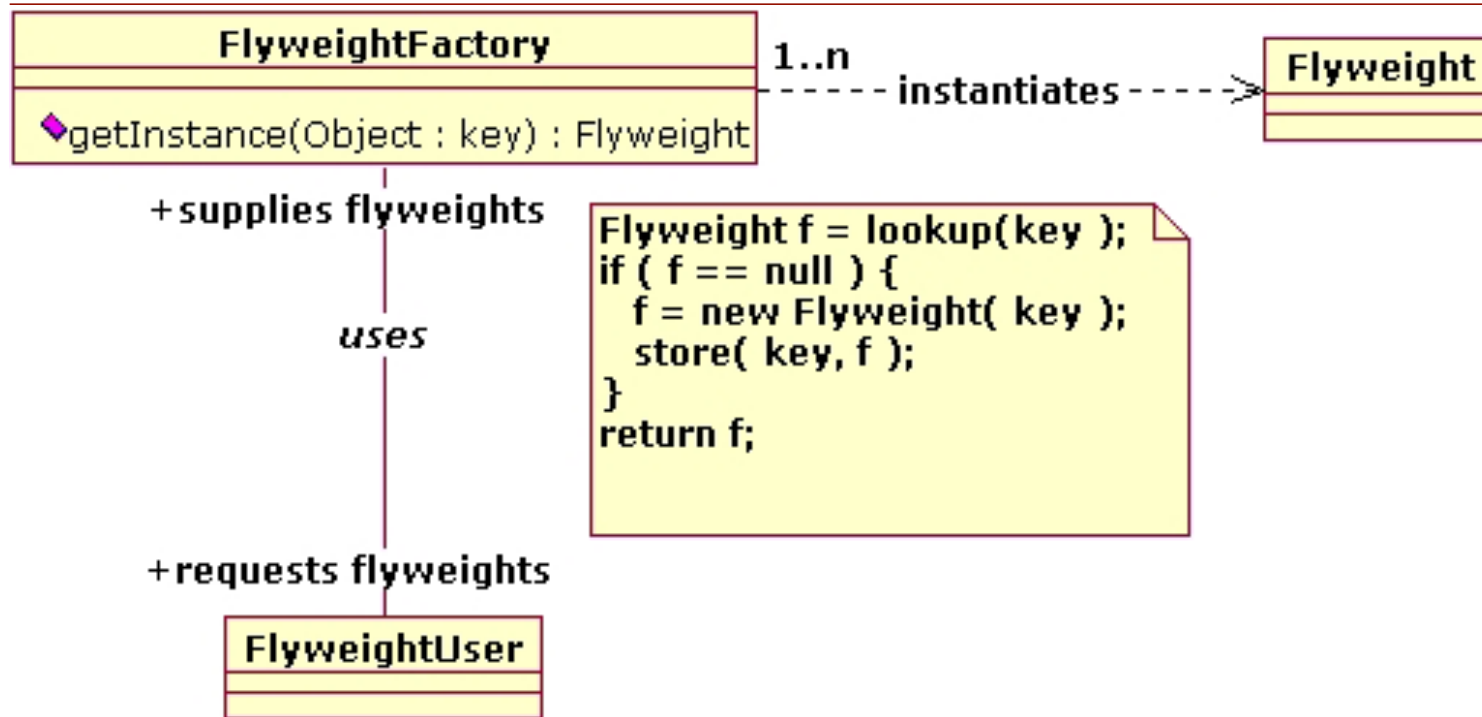 FlyweightFactory
getInstance(Object : key) : Flyweight
1..n
instantiates
Flyweight
+supplies flyweights
uses
+requests flyweights
FlyweightUser
Flyweight f = lookup(key );
if ( f == null ) {
f = new Flyweight( key );
store( key, f );
}
return f;